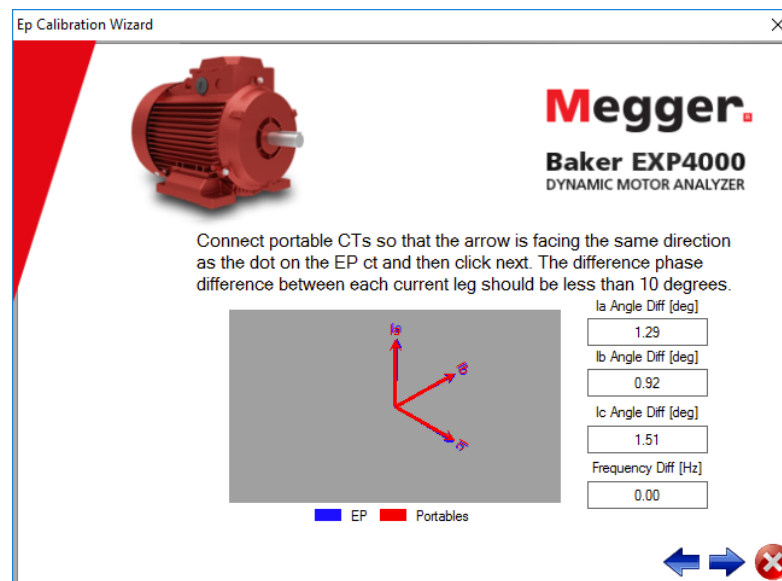 Ep Calibration Wizard
Megger.
Baker EXP4000
DYNAMIC MOTOR ANALYZER
Connect portable CTs so that the arrow is facing the same direction
as the dot on the EP ct and then click next. The difference phase
difference between each current leg should be less than 10 degrees.
Ia Angle Diff [deg]
1.29
Ib Angle Diff [deg]
0.92
Ic Angle Diff [deg]
1.51
Frequency Diff [Hz]
0.00
EP
Portables